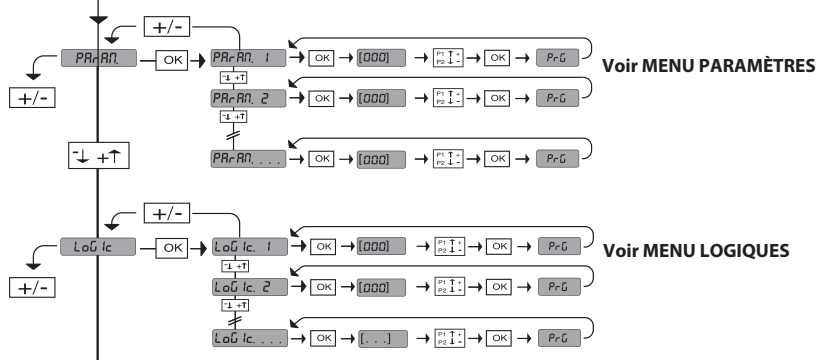 +/-
PArAM. OK PArAM. 1 OK [000] P1 ↑ + P2 ↓ - OK PrG
Voir MENU PARAMÈTRES
+/-
-↓ +↑
PArAM. 2 OK [000] P1 ↑ + P2 ↓ - OK PrG
-↓ +↑
-↓ +↑
PArAM. . . . OK [000] P1 ↑ + P2 ↓ - OK PrG
+/-
LoGIc OK LoGIc. 1 OK [000] P1 ↑ + P2 ↓ - OK PrG
Voir MENU LOGIQUES
+/-
-↓ +↑
LoGIc. 2 OK [000] P1 ↑ + P2 ↓ - OK PrG
-↓ +↑
LoGIc. . . . OK [. . .] P1 ↑ + P2 ↓ - OK PrG